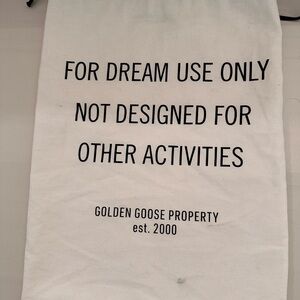 FOR DREAM USE ONLY
NOT DESIGNED FOR
OTHER ACTIVITIES
GOLDEN GOOSE PROPERTY
est. 2000